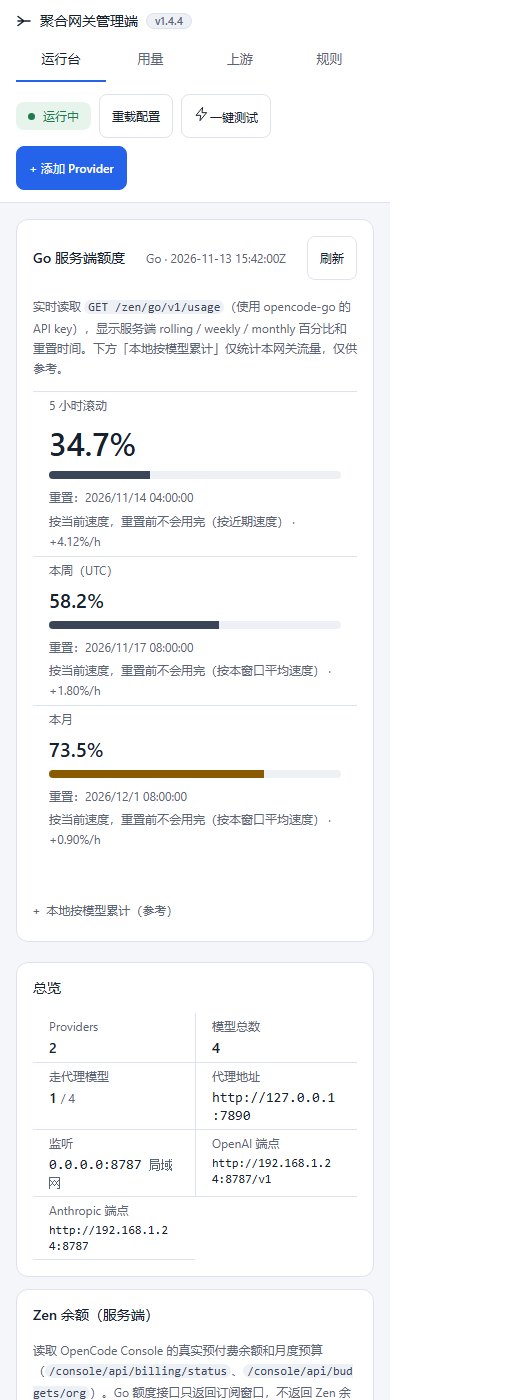 聚合网关管理端 v1.4.4
运行台 用量 上游 规则
运行中 重载配置 一键测试
+ 添加 Provider
Go 服务端额度 Go · 2026-11-13 15:42:00Z 刷新
实时读取 GET /zen/go/v1/usage（使用 opencode-go 的
API key），显示服务端 rolling / weekly / monthly 百分比和
重置时间。下方「本地按模型累计」仅统计本网关流量，仅供
参考。
5 小时滚动
34.7%
重置：2026/11/14 04:00:00
按当前速度，重置前不会用完（按近期速度） ·
+4.12%/h
本周（UTC）
58.2%
重置：2026/11/17 08:00:00
按当前速度，重置前不会用完（按本窗口平均速度） ·
+1.80%/h
本月
73.5%
重置：2026/12/1 08:00:00
按当前速度，重置前不会用完（按本窗口平均速度） ·
+0.90%/h
+ 本地按模型累计（参考）
总览
Providers 模型总数
2 4
走代理模型 代理地址
1 / 4 http://127.0.0.1
:7890
监听 OpenAI 端点
0.0.0.0:8787 局域 http://192.168.1.2
网 4:8787/v1
Anthropic 端点
http://192.168.1.2
4:8787
Zen 余额（服务端）
读取 OpenCode Console 的真实预付费余额和月度预算
（/console/api/billing/status、/console/api/bud
gets/org）。Go 额度接口只返回订阅窗口，不返回 Zen 余